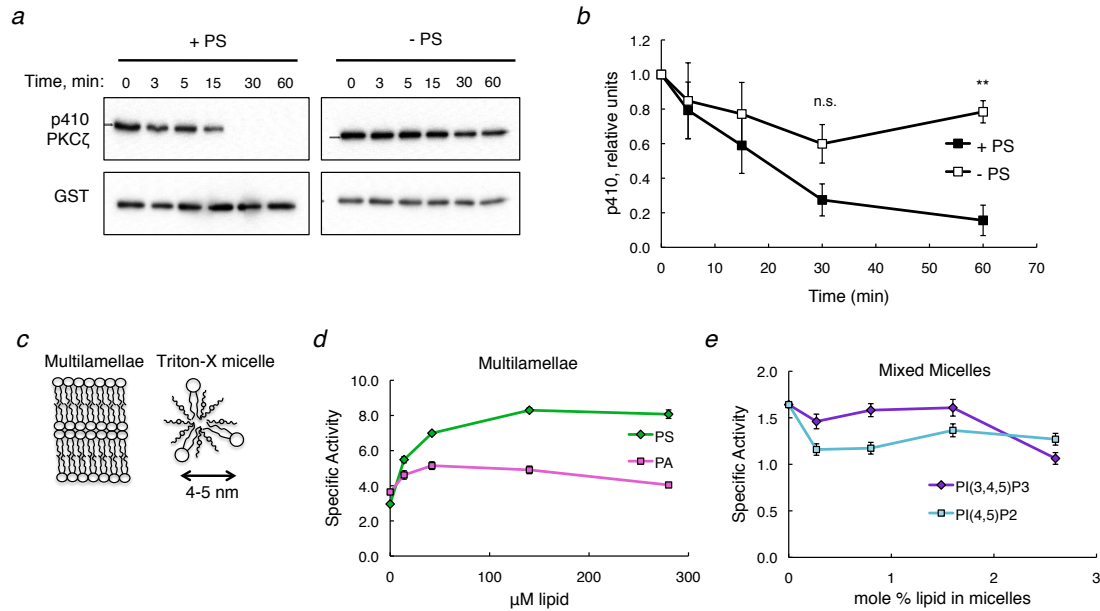 a
+ PS
- PS
Time, min: 0 3 5 15 30 60 0 3 5 15 30 60
p410
PKCζ
GST
b
p410, relative units
1.2
1.0
0.8
0.6
0.4
0.2
0.0
n.s.
**
+ PS
- PS
0 10 20 30 40 50 60 70
Time (min)
c
Multilamellae Triton-X micelle
4-5 nm
d
Multilamellae
Specific Activity
10.0
8.0
6.0
4.0
2.0
0.0
PS
PA
0 100 200 300
µM lipid
e
Mixed Micelles
Specific Activity
2.0
1.5
1.0
0.5
0.0
PI(3,4,5)P3
PI(4,5)P2
0 1 2 3
mole % lipid in micelles